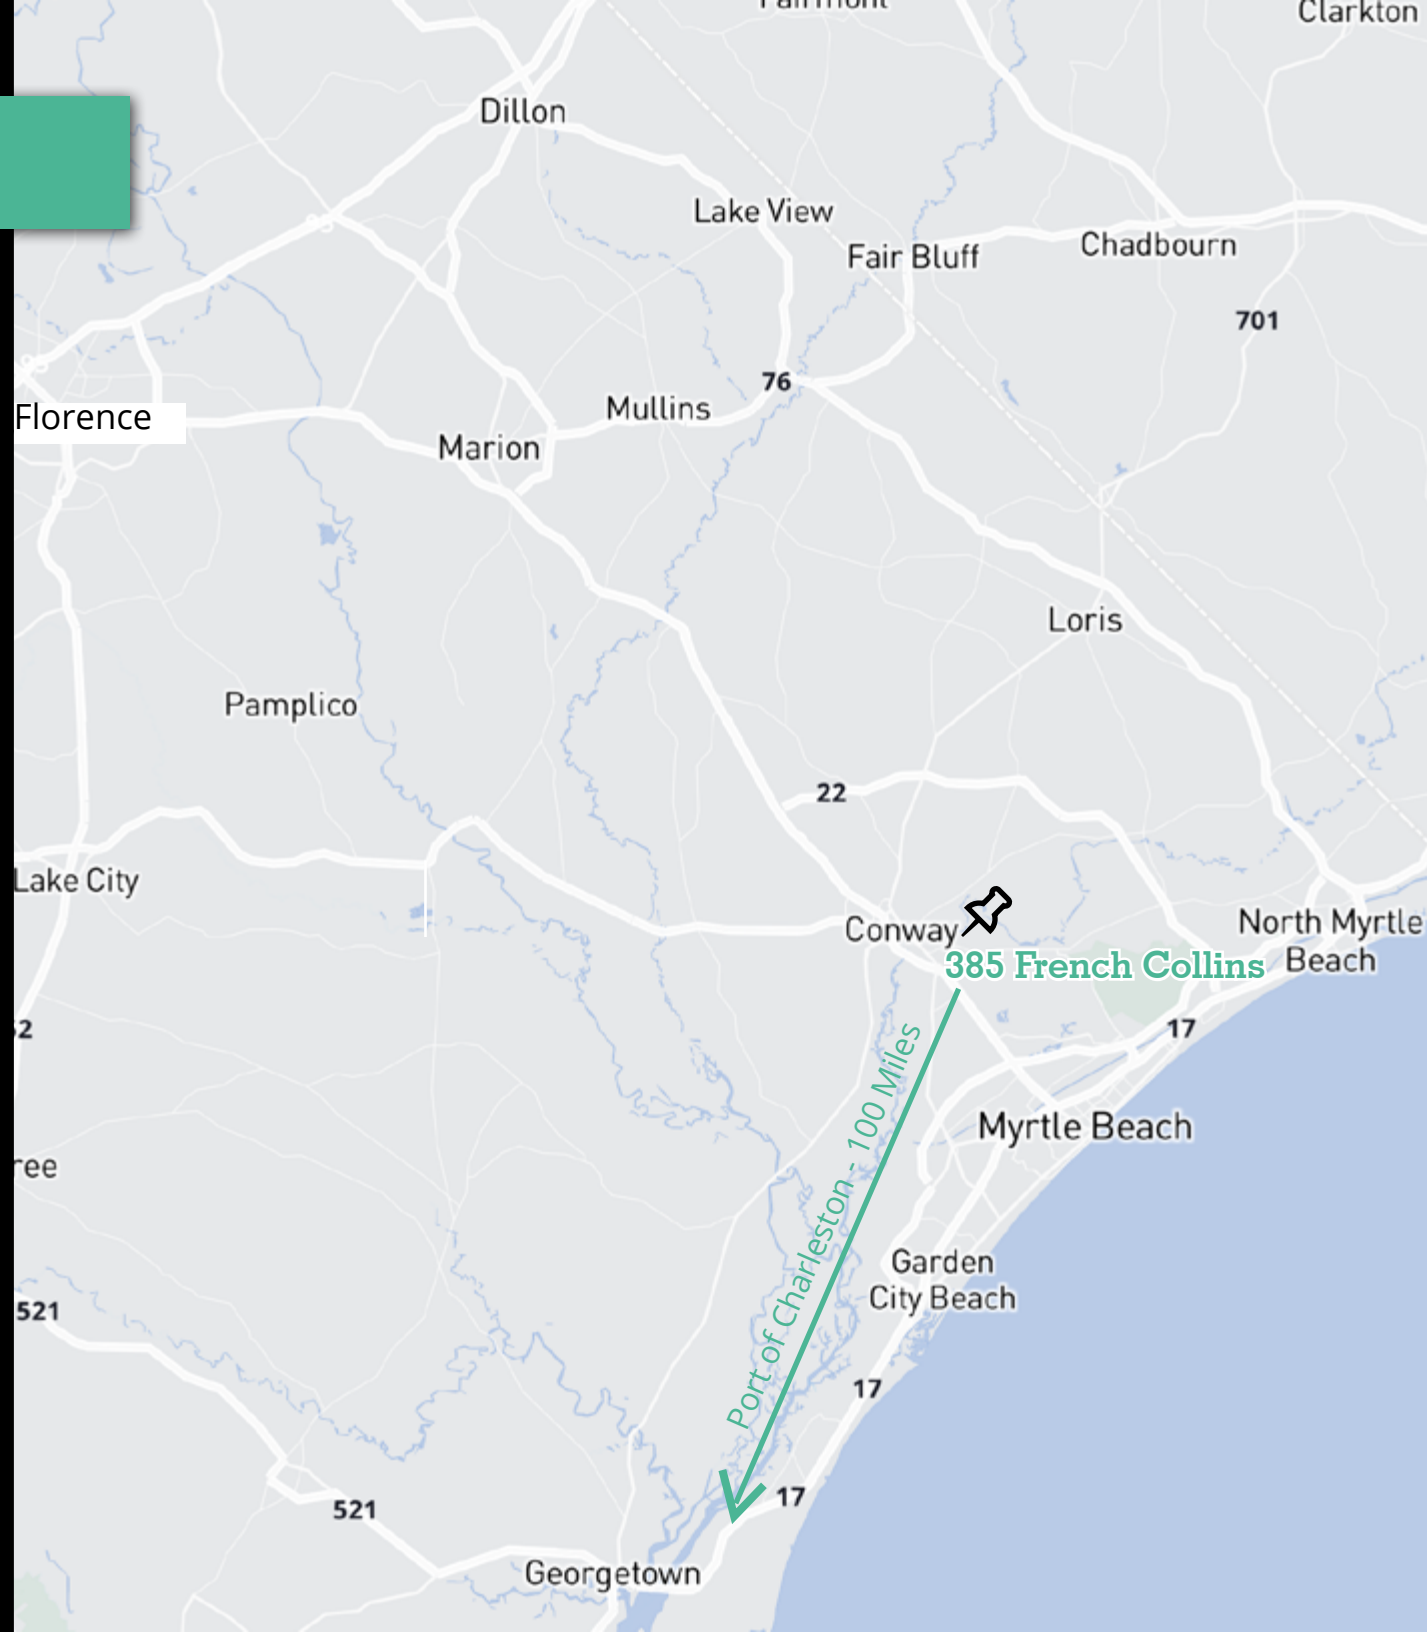 Clarkton
Dillon
Lake View
Fair Bluff
Chadbourn
701
76
Mullins
Florence
Marion
Loris
Pamplico
22
Lake City
Conway
North Myrtle
Beach
385 French Collins
17
Port of Charleston - 100 Miles
Myrtle Beach
ree
Garden
City Beach
521
17
17
521
Georgetown